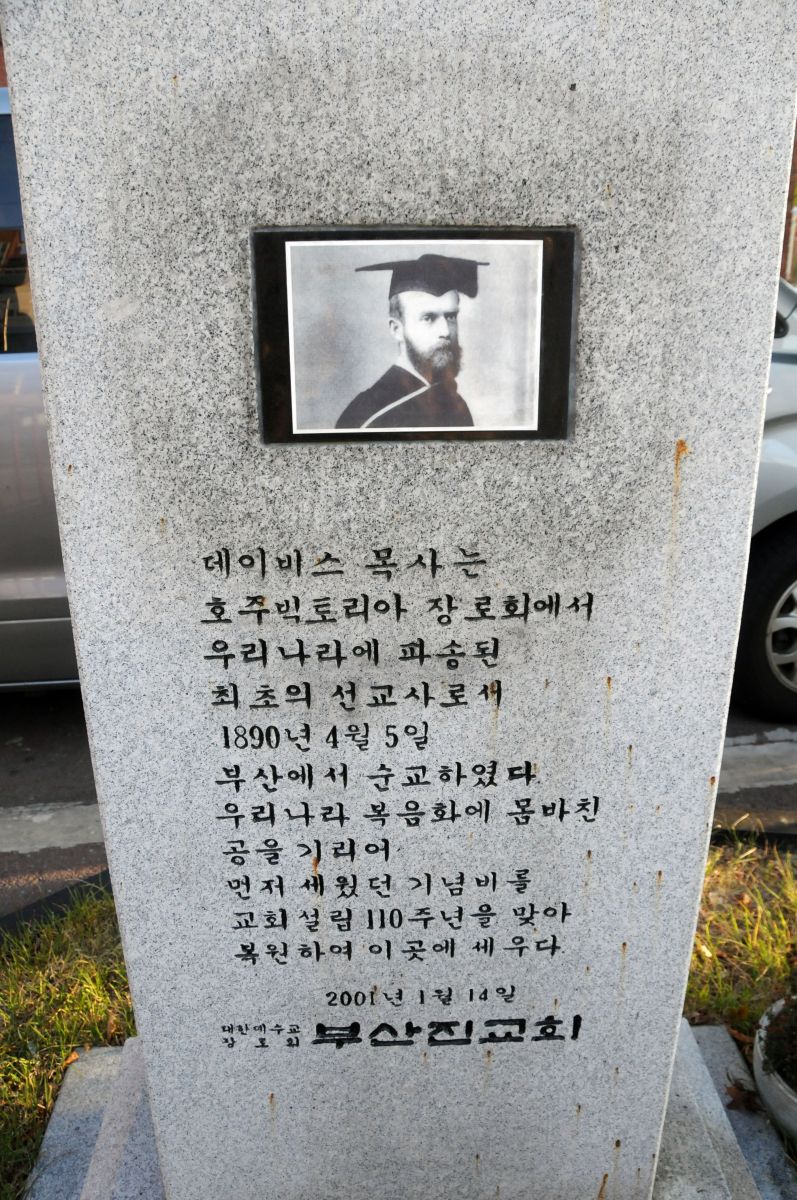 데이비스 목사는
호주빅토리아 장로회에서
우리나라에 파송된
최초의 선교사로서
1890년 4월 5일
부산에서 순교하였다.
우리나라 복음화에 몸바친
공을 기리어
먼저 세웠던 기념비를
교회설립 110주년을 맞아
복원하여 이곳에 세우다.
2001년 1월 14일
대한예수교
장로회 부산진교회